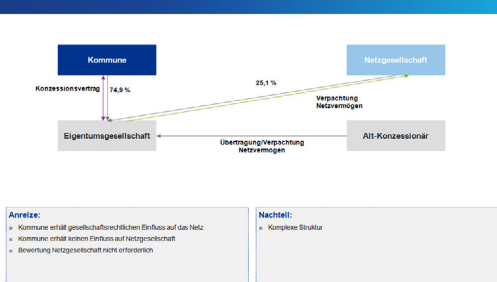 Kommune
Netzgesellschaft
Konzessionsvertrag
74,9 %
25,1 %
Verpachtung
Netzvermögen
Eigentumsgesellschaft
Übertragung/Verpachtung
Netzvermögen
Alt-Konzessionär
Anreize:
Kommune erhält gesellschaftsrechtlichen Einfluss auf das Netz
Kommune erhält keinen Einfluss auf Netzgesellschaft
Bewertung Netzgesellschaft nicht erforderlich
Nachteil:
Komplexe Struktur